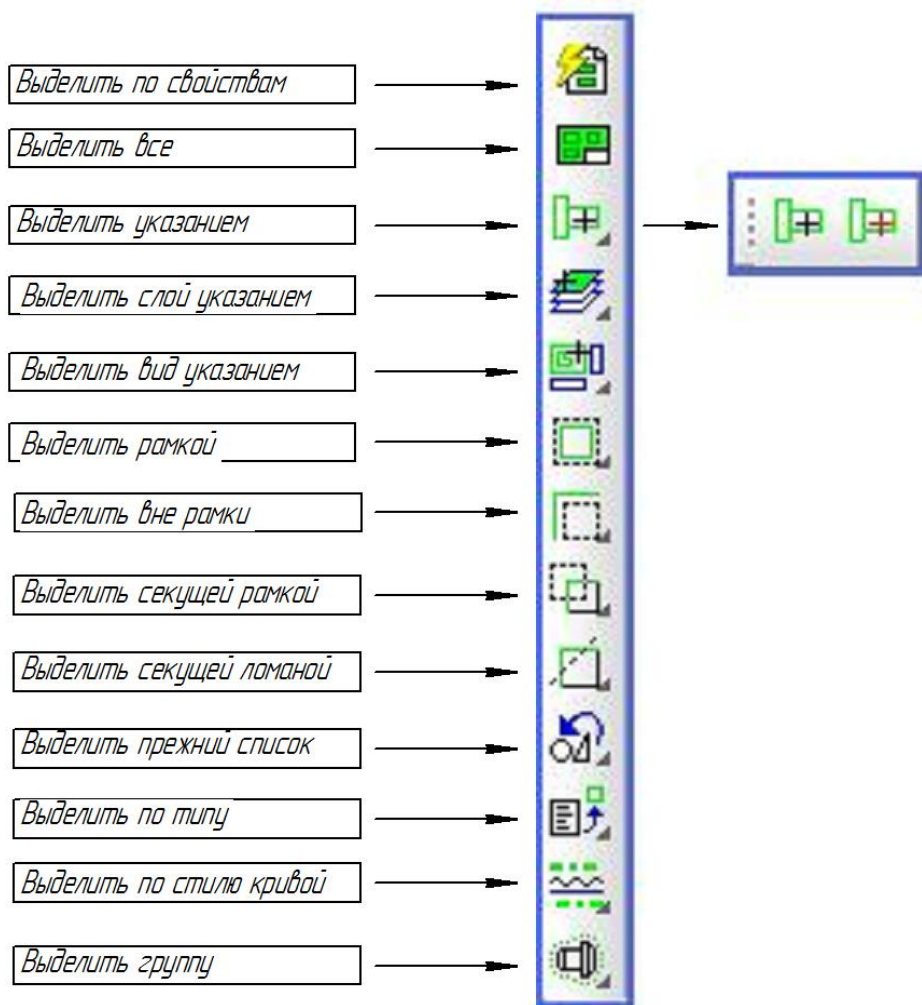 Выделить по свойствам
Выделить все
Выделить указанием
Выделить слой указанием
Выделить вид указанием
Выделить рамкой
Выделить вне рамки
Выделить секущей рамкой
Выделить секущей ломаной
Выделить прежний список
Выделить по типу
Выделить по стилю кривой
Выделить группу